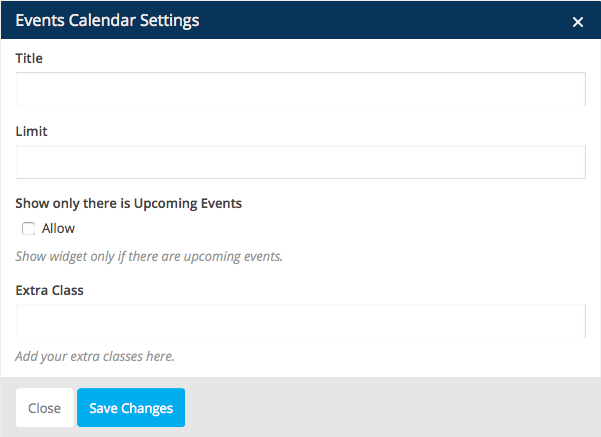 Events Calendar Settings
Title
Limit
Show only there is Upcoming Events
Allow
Show widget only if there are upcoming events.
Extra Class
Add your extra classes here.
Close Save Changes